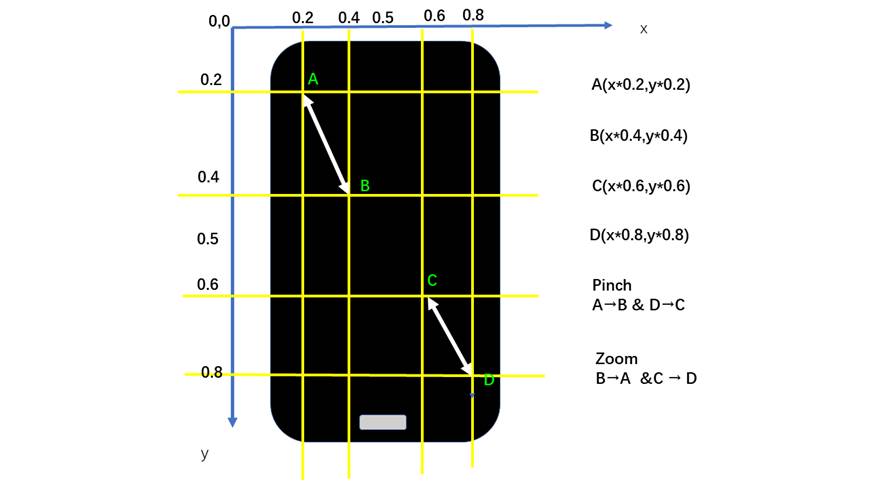 0,0
0.2 0.4 0.5 0.6 0.8
x
0.2
A
A(x*0.2,y*0.2)
B(x*0.4,y*0.4)
0.4
B
C(x*0.6,y*0.6)
0.5
D(x*0.8,y*0.8)
0.6
C
Pinch
A→B & D→C
Zoom
0.8
D
B→A &C → D
y